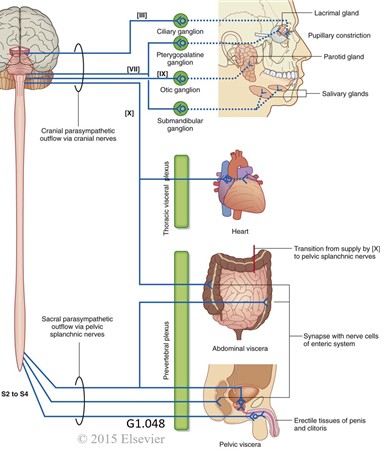 [III]
Ciliary ganglion
[VII]
Pterygopalatine
ganglion
[IX]
Otic ganglion
[X]
Submandibular
ganglion
Lacrimal gland
Pupillary constriction
Parotid gland
Salivary glands
Cranial parasympathetic
outflow via cranial nerves
Thoracic visceral plexus
Heart
Transition from supply by [X]
to pelvic splanchnic nerves
Prevertebral plexus
Abdominal viscera
Synapse with nerve cells
of enteric system
Sacral parasympathetic
outflow via pelvic
splanchnic nerves
S2 to S4
G1.048
© 2015 Elsevier
Pelvic viscera
Erectile tissues of penis
and clitoris